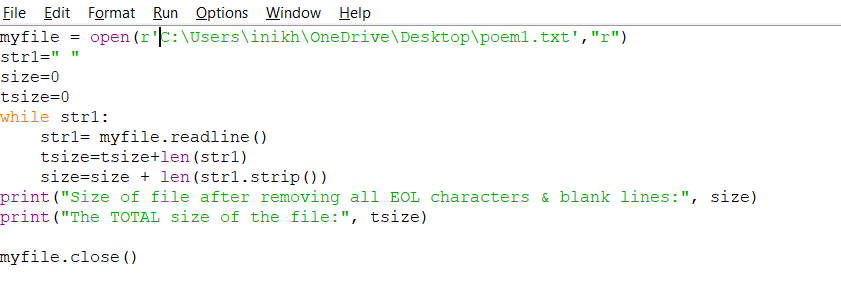 File Edit Format Run Options Window Help
myfile = open(r'C:\Users\inikh\OneDrive\Desktop\poem1.txt',"r")
str1=" "
size=0
tsize=0
while str1:
    str1= myfile.readline()
    tsize=tsize+len(str1)
    size=size + len(str1.strip())
print("Size of file after removing all EOL characters & blank lines:", size)
print("The TOTAL size of the file:", tsize)
myfile.close()